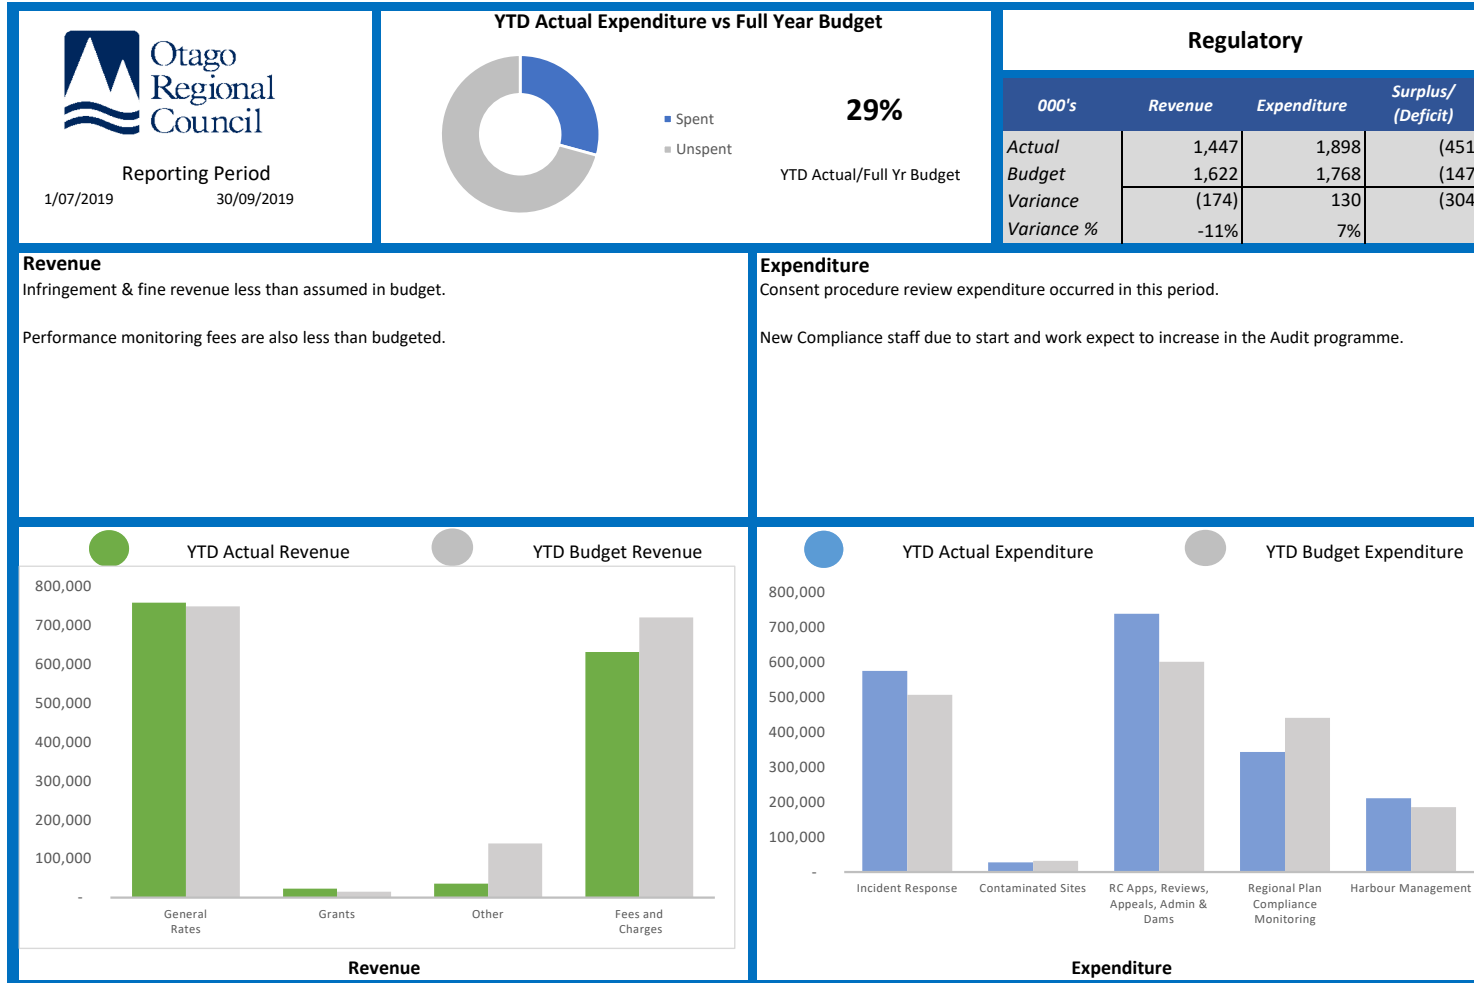 Otago
Regional
Council
Reporting Period
1/07/2019 30/09/2019
YTD Actual Expenditure vs Full Year Budget
Spent
Unspent
29%
YTD Actual/Full Yr Budget
Regulatory
000's Revenue Expenditure Surplus/ (Deficit)
Actual 1,447 1,898 (451
Budget 1,622 1,768 (147
Variance (174) 130 (304
Variance % -11% 7%
Revenue
Infringement & fine revenue less than assumed in budget.
Performance monitoring fees are also less than budgeted.
Expenditure
Consent procedure review expenditure occurred in this period.
New Compliance staff due to start and work expect to increase in the Audit programme.
YTD Actual Revenue YTD Budget Revenue
800,000
700,000
600,000
500,000
400,000
300,000
200,000
100,000
-
General
Rates
Grants
Other
Fees and
Charges
Revenue
YTD Actual Expenditure YTD Budget Expenditure
800,000
700,000
600,000
500,000
400,000
300,000
200,000
100,000
-
Incident Response
Contaminated Sites
RC Apps, Reviews,
Appeals, Admin &
Dams
Regional Plan
Compliance
Monitoring
Harbour Management
Expenditure